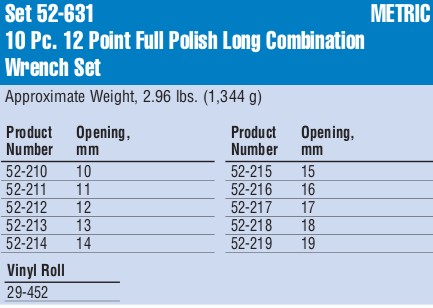 Set 52-631 METRIC
10 Pc. 12 Point Full Polish Long Combination
Wrench Set
Approximate Weight, 2.96 lbs. (1,344 g)
Product Opening, Product Opening,
Number mm Number mm
52-210 10 52-215 15
52-211 11 52-216 16
52-212 12 52-217 17
52-213 13 52-218 18
52-214 14 52-219 19
Vinyl Roll
29-452